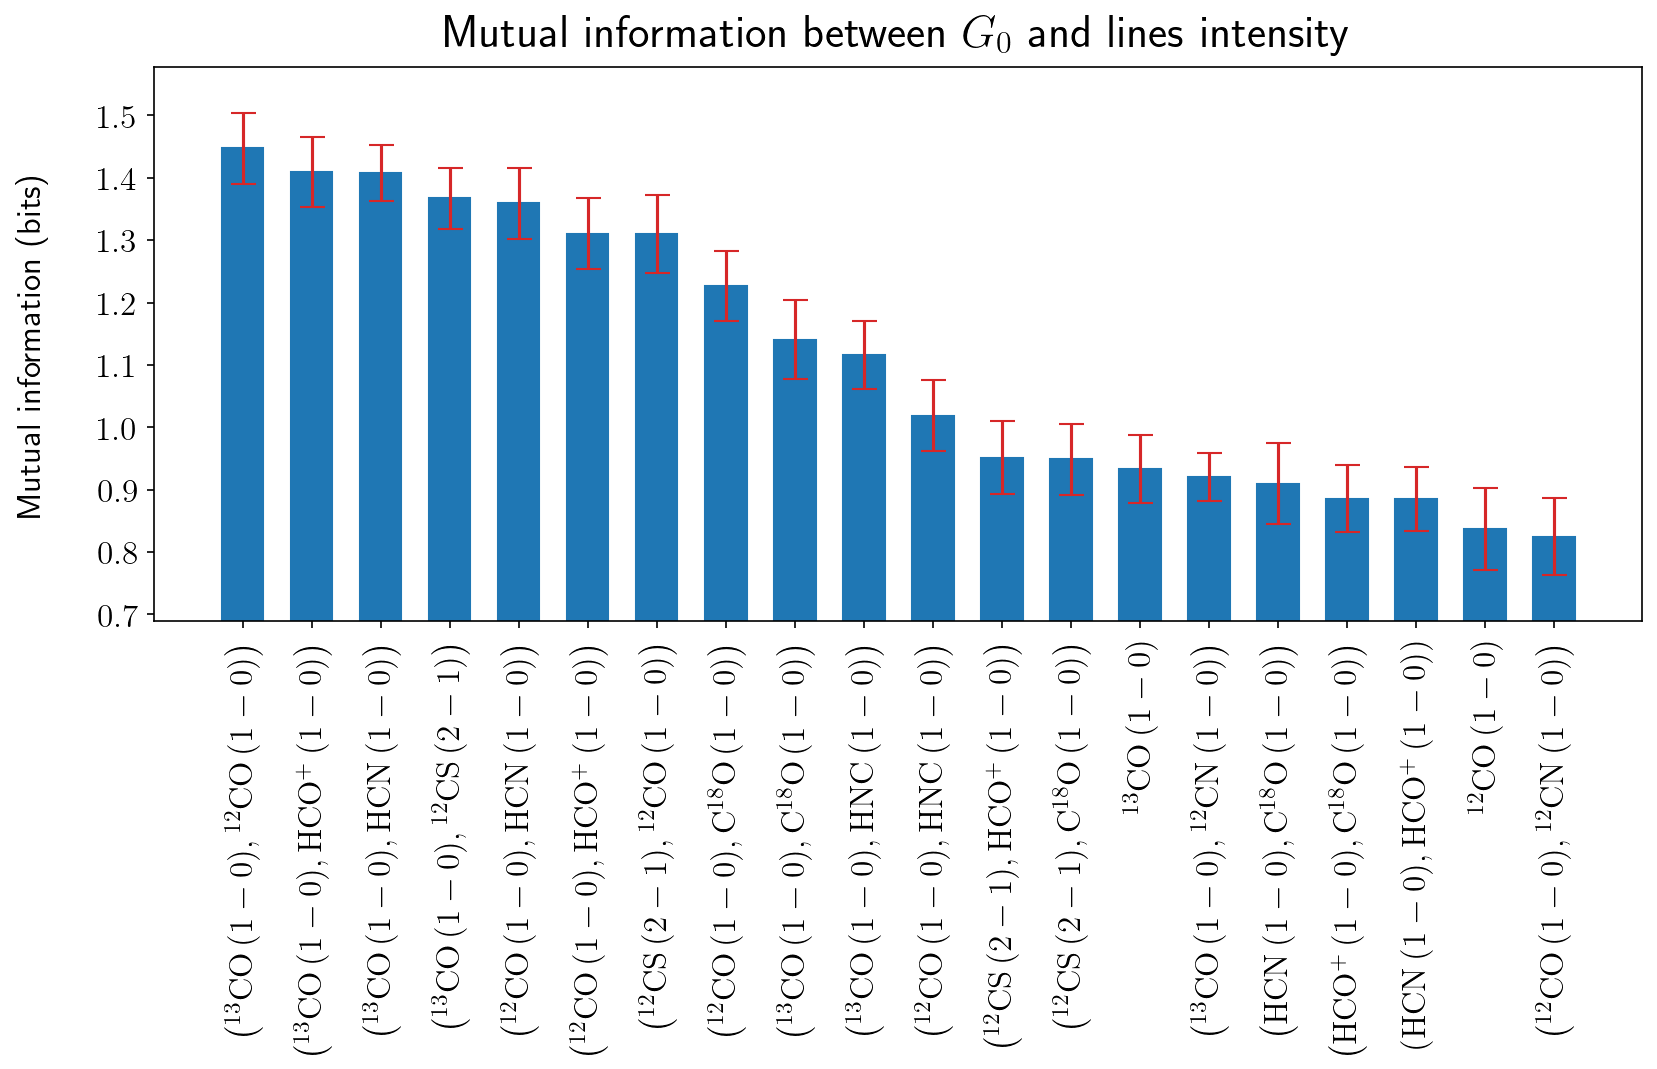 Mutual information between G₀ and lines intensity
Mutual information (bits)
1.5
1.4
1.3
1.2
1.1
1.0
0.9
0.8
0.7
(¹³CO (1 − 0), ¹²CO (1 − 0))
(¹³CO (1 − 0), HCO⁺ (1 − 0))
(¹³CO (1 − 0), HCN (1 − 0))
(¹³CO (1 − 0), ¹²CS (2 − 1))
(¹²CO (1 − 0), HCN (1 − 0))
(¹²CO (1 − 0), HCO⁺ (1 − 0))
(¹²CS (2 − 1), ¹²CO (1 − 0))
(¹²CO (1 − 0), C¹⁸O (1 − 0))
(¹³CO (1 − 0), C¹⁸O (1 − 0))
(¹³CO (1 − 0), HNC (1 − 0))
(¹²CO (1 − 0), HNC (1 − 0))
(¹²CS (2 − 1), HCO⁺ (1 − 0))
(¹²CS (2 − 1), C¹⁸O (1 − 0))
¹³CO (1 − 0)
(¹³CO (1 − 0), ¹²CN (1 − 0))
(HCN (1 − 0), C¹⁸O (1 − 0))
(HCO⁺ (1 − 0), C¹⁸O (1 − 0))
(HCN (1 − 0), HCO⁺ (1 − 0))
¹²CO (1 − 0)
(¹²CO (1 − 0), ¹²CN (1 − 0))